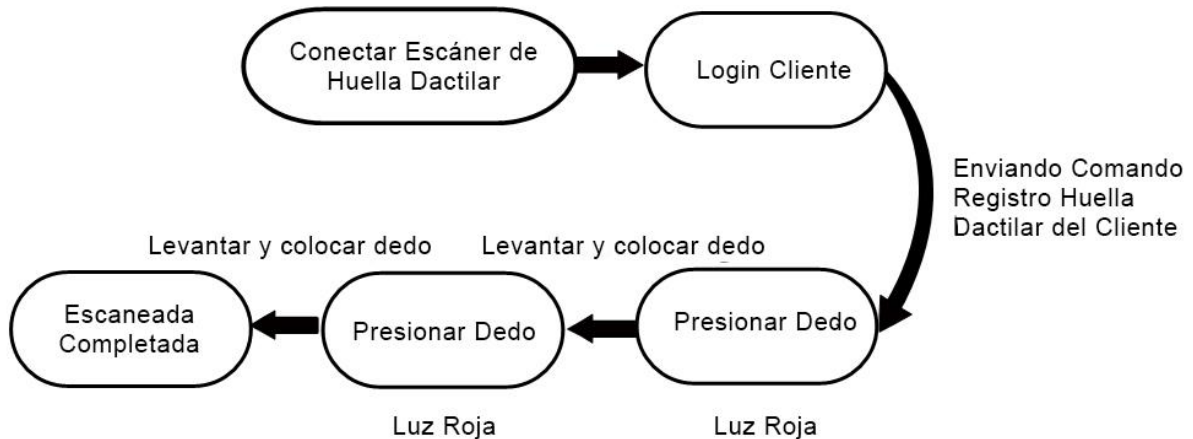 Conectar Escáner de
Huella Dactilar
Login Cliente
Enviando Comando
Registro Huella
Dactilar del Cliente
Levantar y colocar dedo
Levantar y colocar dedo
Presionar Dedo
Presionar Dedo
Escaneada
Completada
Luz Roja
Luz Roja